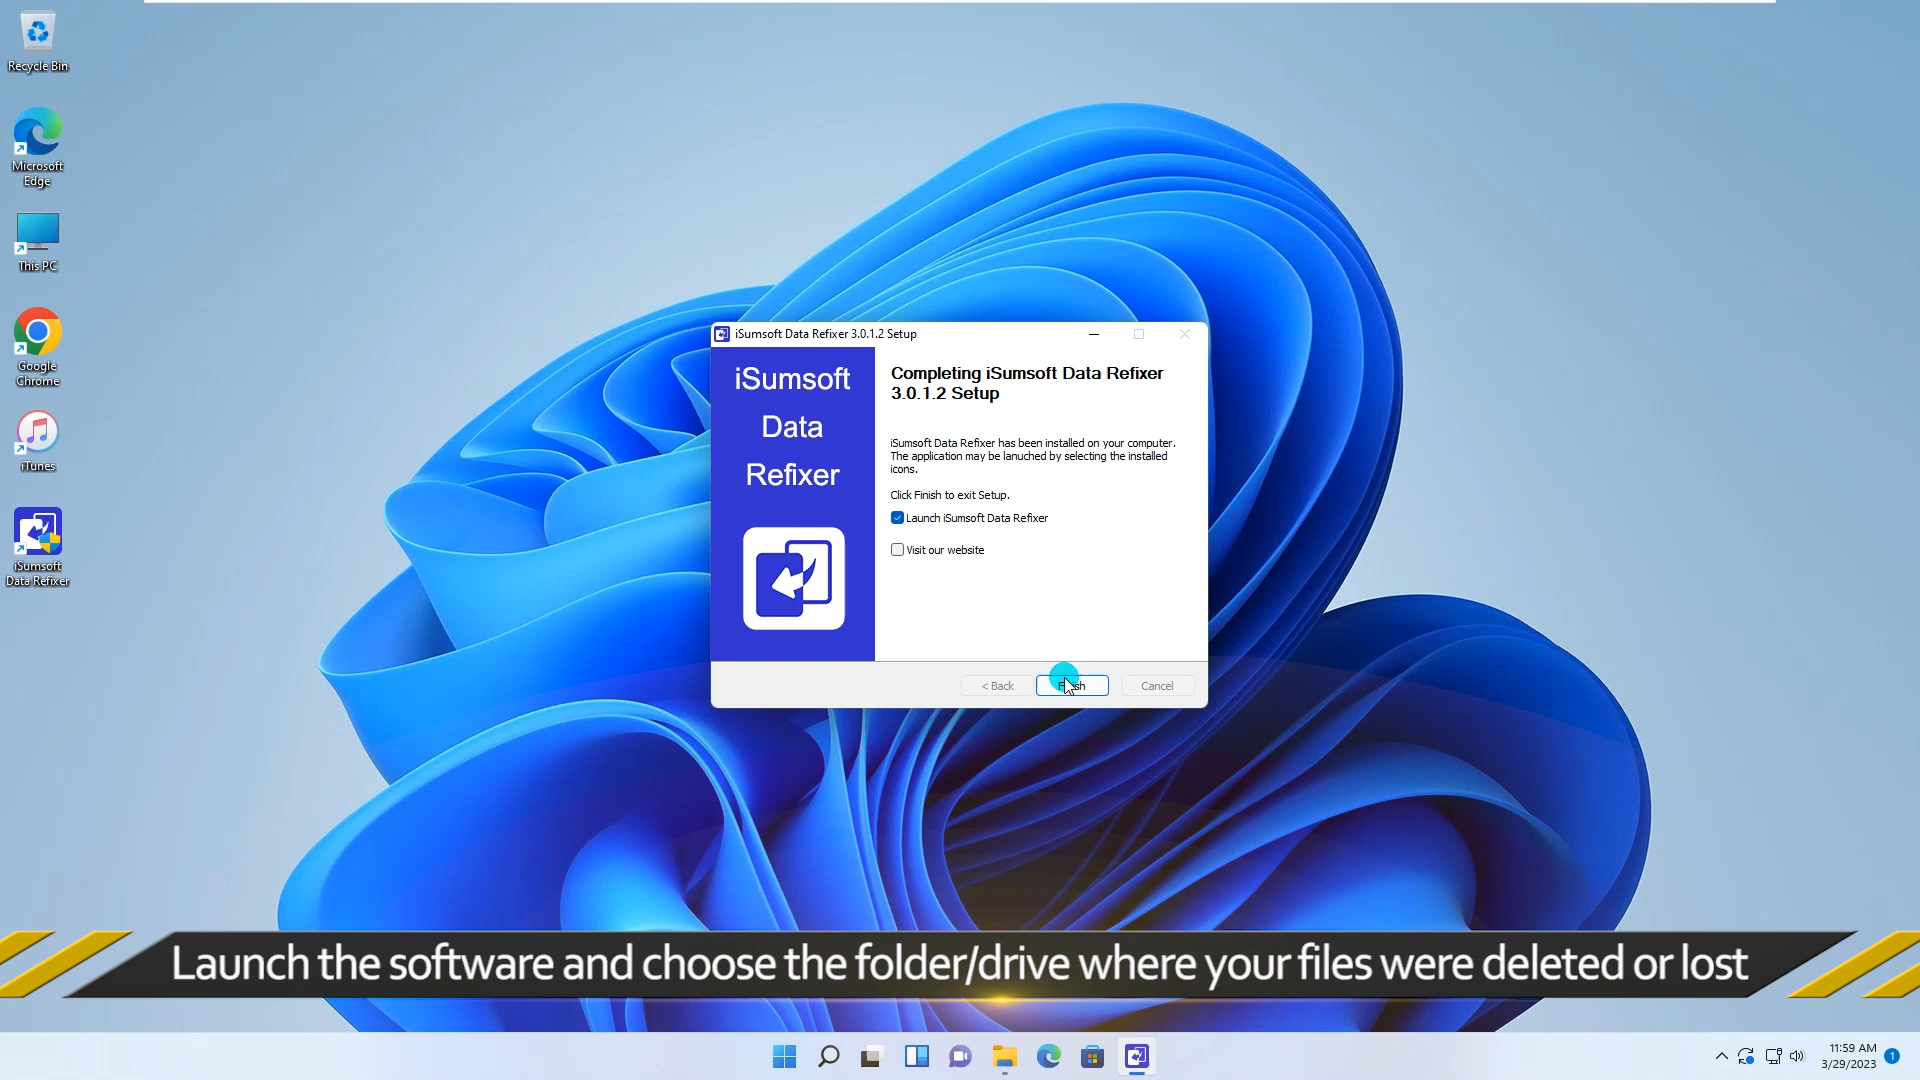 Recycle Bin
Microsoft
Edge
This PC
Google
Chrome
iTunes
iSumsoft
Data Refixer
iSumsoft Data Refixer 3.0.1.2 Setup
iSumsoft
Data
Refixer
Completing iSumsoft Data Refixer
3.0.1.2 Setup
iSumsoft Data Refixer has been installed on your computer.
The application may be lanuched by selecting the installed
icons.
Click Finish to exit Setup.
Launch iSumsoft Data Refixer
Visit our website
< Back
Cancel
Launch the software and choose the folder/drive where your files were deleted or lost
11:59 AM
3/29/2023
1